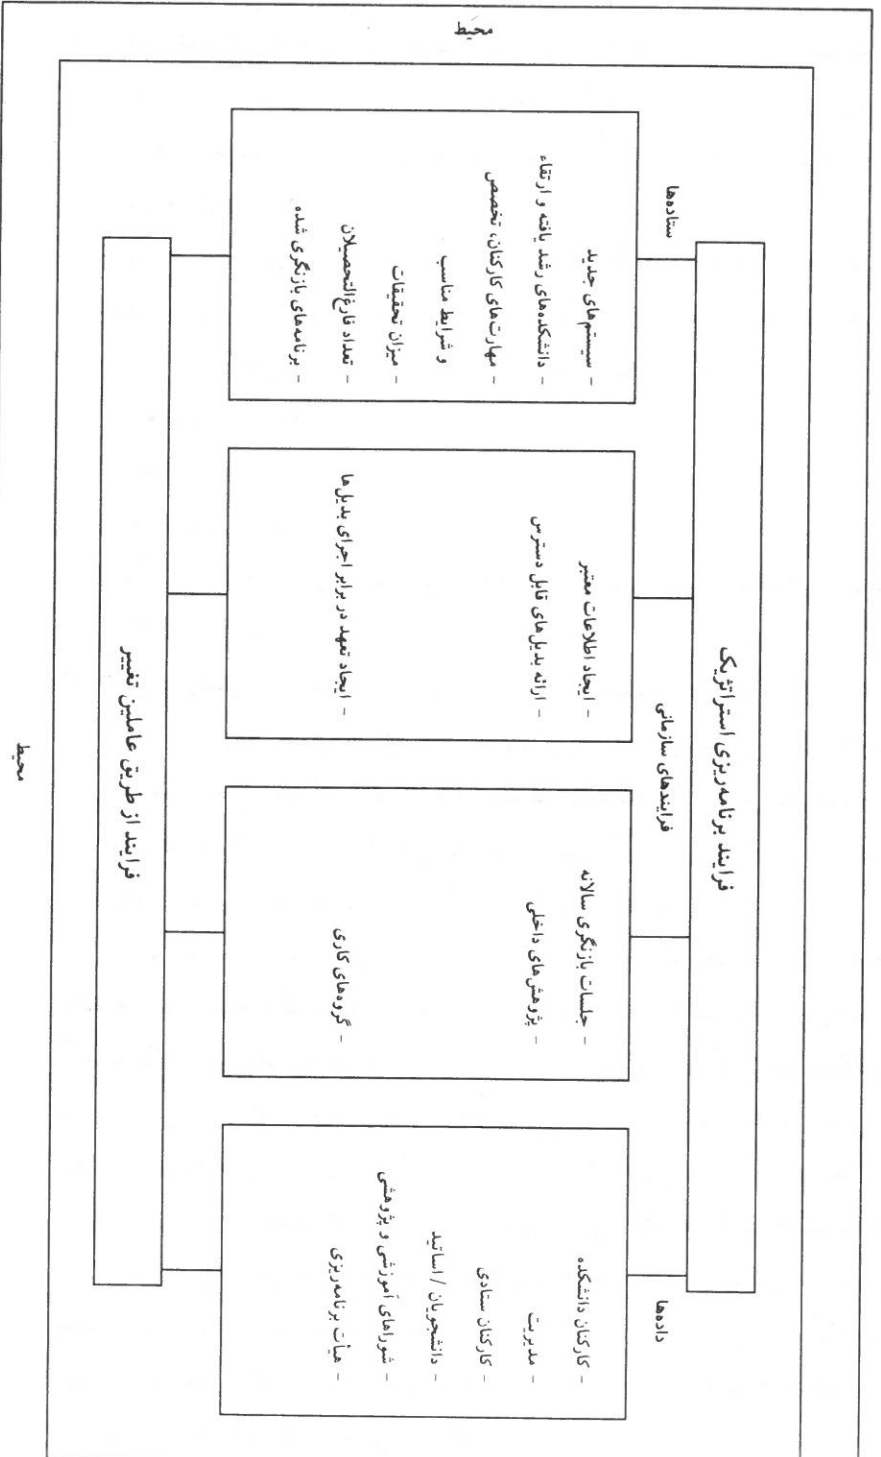 محیط
فرایند برنامه‌ریزی استراتژیک
داده‌ها
فرایندهای سازمانی
ستاده‌ها
- کارکنان دانشکده
- مدیریت
- کارکنان ستادی
- دانشجویان / اساتید
- شوراهای آموزشی و پژوهشی
- هیأت برنامه‌ریزی
- جلسات بازنگری سالانه
- پژوهش‌های داخلی
- گروه‌های کاری
- ایجاد اطلاعات معتبر
- ارائه بدیل‌های قابل دسترس
- ایجاد تعهد در برابر اجرای بدیل‌ها
- سیستم‌های جدید
- دانشکده‌های رشد یافته و ارتقاء
- مهارت‌های کارکنان، تخصص
و شرایط مناسب
- میزان تحقیقات
- تعداد فارغ‌التحصیلان
- برنامه‌های بازنگری شده
فرایند از طریق عاملین تغییر
محیط